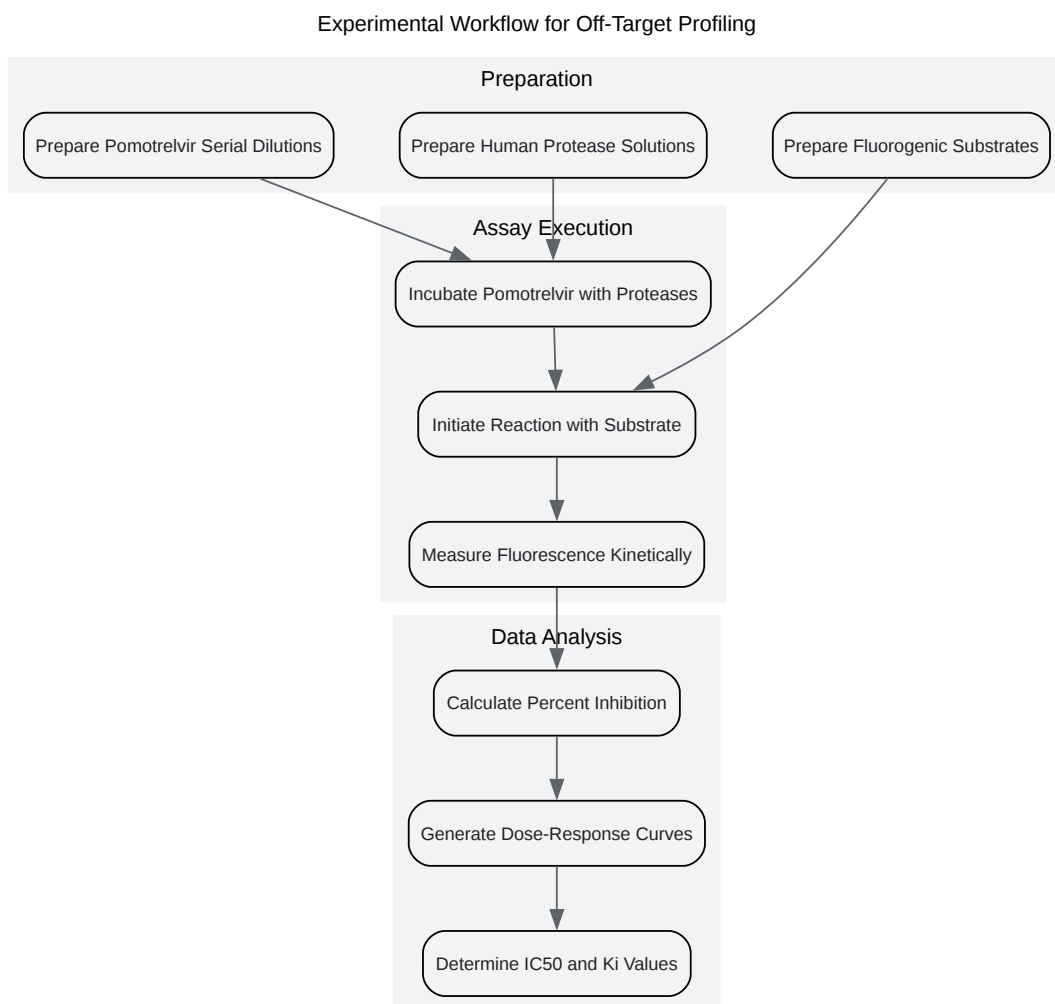 Experimental Workflow for Off-Target Profiling
Preparation
Prepare Pomotrelvir Serial Dilutions
Prepare Human Protease Solutions
Prepare Fluorogenic Substrates
Assay Execution
Incubate Pomotrelvir with Proteases
Initiate Reaction with Substrate
Measure Fluorescence Kinetically
Data Analysis
Calculate Percent Inhibition
Generate Dose-Response Curves
Determine IC50 and Ki Values